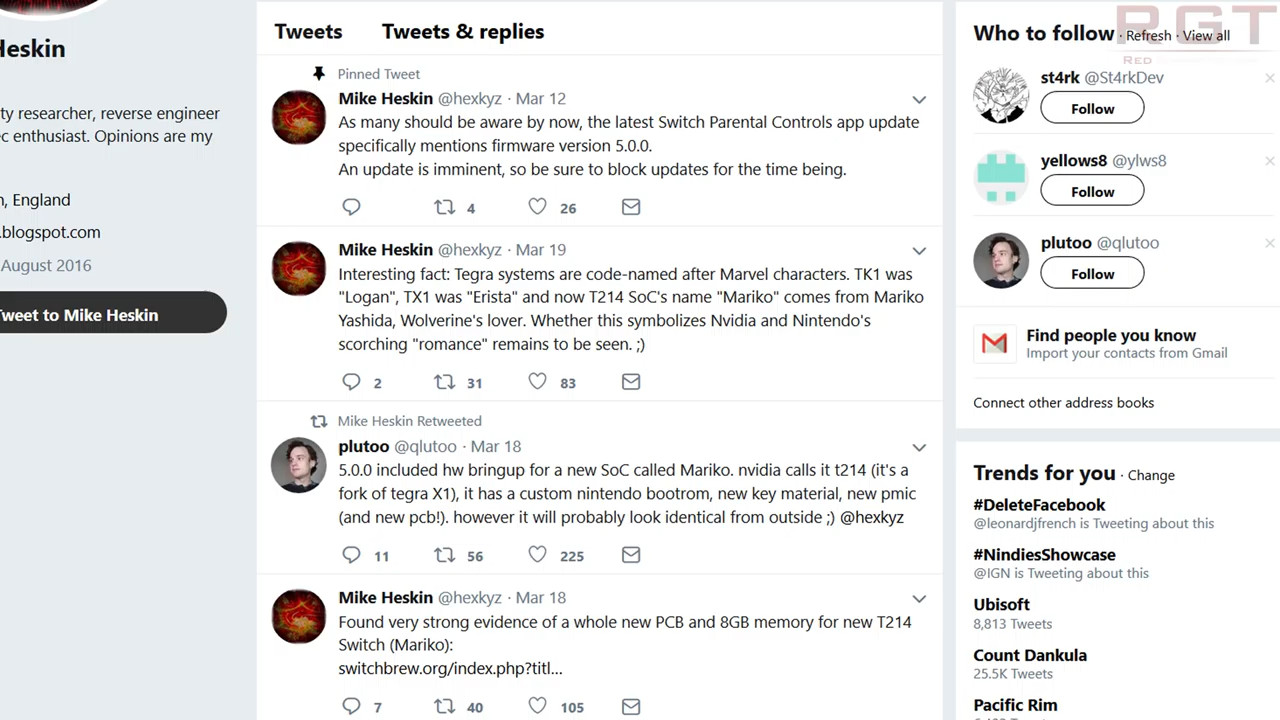 Heskin
ty researcher, reverse engineer
ec enthusiast. Opinions are my
n, England
.blogspot.com
August 2016
Tweet to Mike Heskin
Tweets Tweets & replies
Pinned Tweet
Mike Heskin @hexkyz · Mar 12
As many should be aware by now, the latest Switch Parental Controls app update
specifically mentions firmware version 5.0.0.
An update is imminent, so be sure to block updates for the time being.
4 26
Mike Heskin @hexkyz · Mar 19
Interesting fact: Tegra systems are code-named after Marvel characters. TK1 was
"Logan", TX1 was "Erista" and now T214 SoC's name "Mariko" comes from Mariko
Yashida, Wolverine's lover. Whether this symbolizes Nvidia and Nintendo's
scorching "romance" remains to be seen. ;)
2 31 83
Mike Heskin Retweeted
plutoo @qlutoo · Mar 18
5.0.0 included hw bringup for a new SoC called Mariko. nvidia calls it t214 (it's a
fork of tegra X1), it has a custom nintendo bootrom, new key material, new pmic
(and new pcb!). however it will probably look identical from outside ;) @hexkyz
11 56 225
Mike Heskin @hexkyz · Mar 18
Found very strong evidence of a whole new PCB and 8GB memory for new T214
Switch (Mariko):
switchbrew.org/index.php?titl...
7 40 105
RGT
Red
Who to follow · Refresh · View all
st4rk @St4rkDev
Follow
yellows8 @ylws8
Follow
plutoo @qlutoo
Follow
Find people you know
Import your contacts from Gmail
Connect other address books
Trends for you · Change
#DeleteFacebook
@leonardjfrench is Tweeting about this
#NindiesShowcase
@IGN is Tweeting about this
Ubisoft
8,813 Tweets
Count Dankula
25.5K Tweets
Pacific Rim